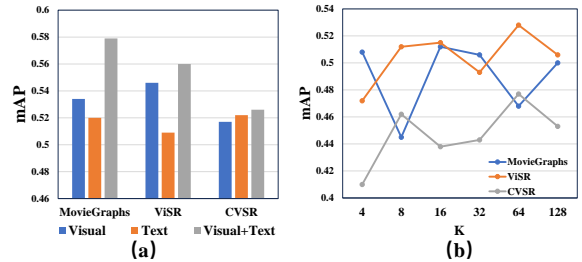 0.6
0.58
0.56
0.54
0.52
0.5
0.48
0.46
mAP
MovieGraphs ViSR CVSR
Visual Text Visual+Text
(a)
0.54
0.52
0.5
0.48
0.46
0.44
0.42
0.4
mAP
MovieGraphs
ViSR
CVSR
4 8 16 32 64 128
K
(b)